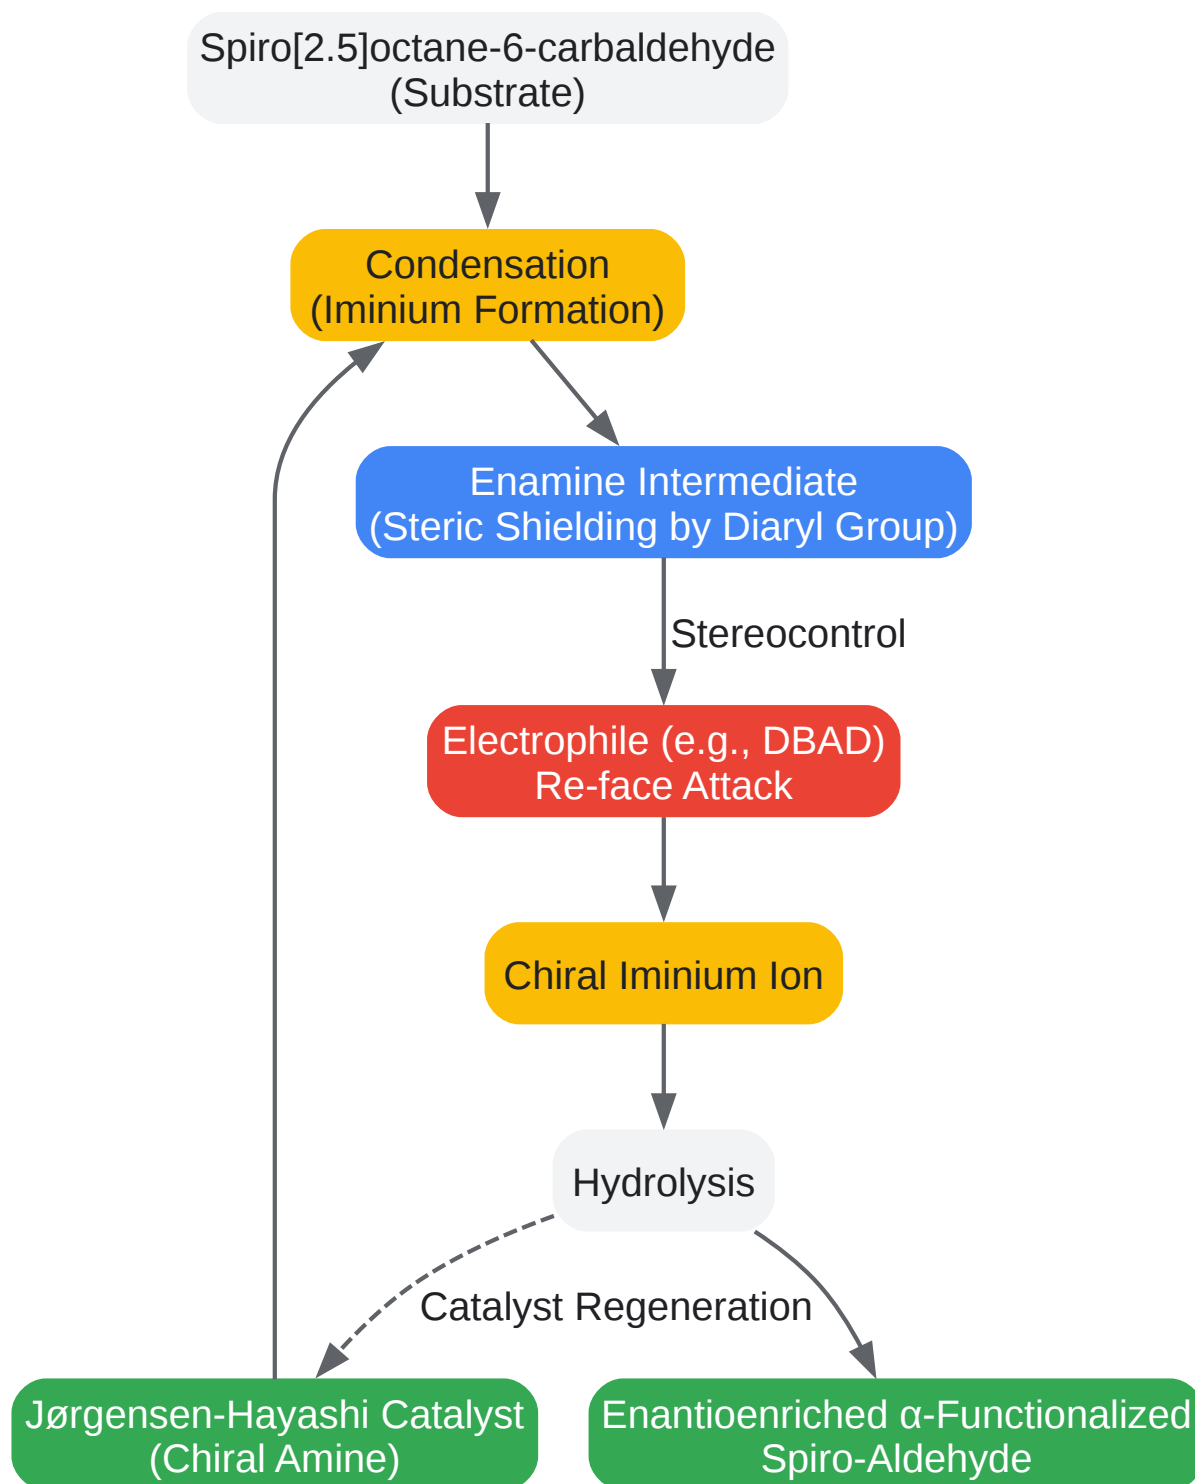 Spiro[2.5]octane-6-carbaldehyde
(Substrate)
Condensation
(Iminium Formation)
Enamine Intermediate
(Steric Shielding by Diaryl Group)
Stereocontrol
Electrophile (e.g., DBAD)
Re-face Attack
Chiral Iminium Ion
Hydrolysis
Catalyst Regeneration
Jørgensen-Hayashi Catalyst
(Chiral Amine)
Enantioenriched α-Functionalized
Spiro-Aldehyde